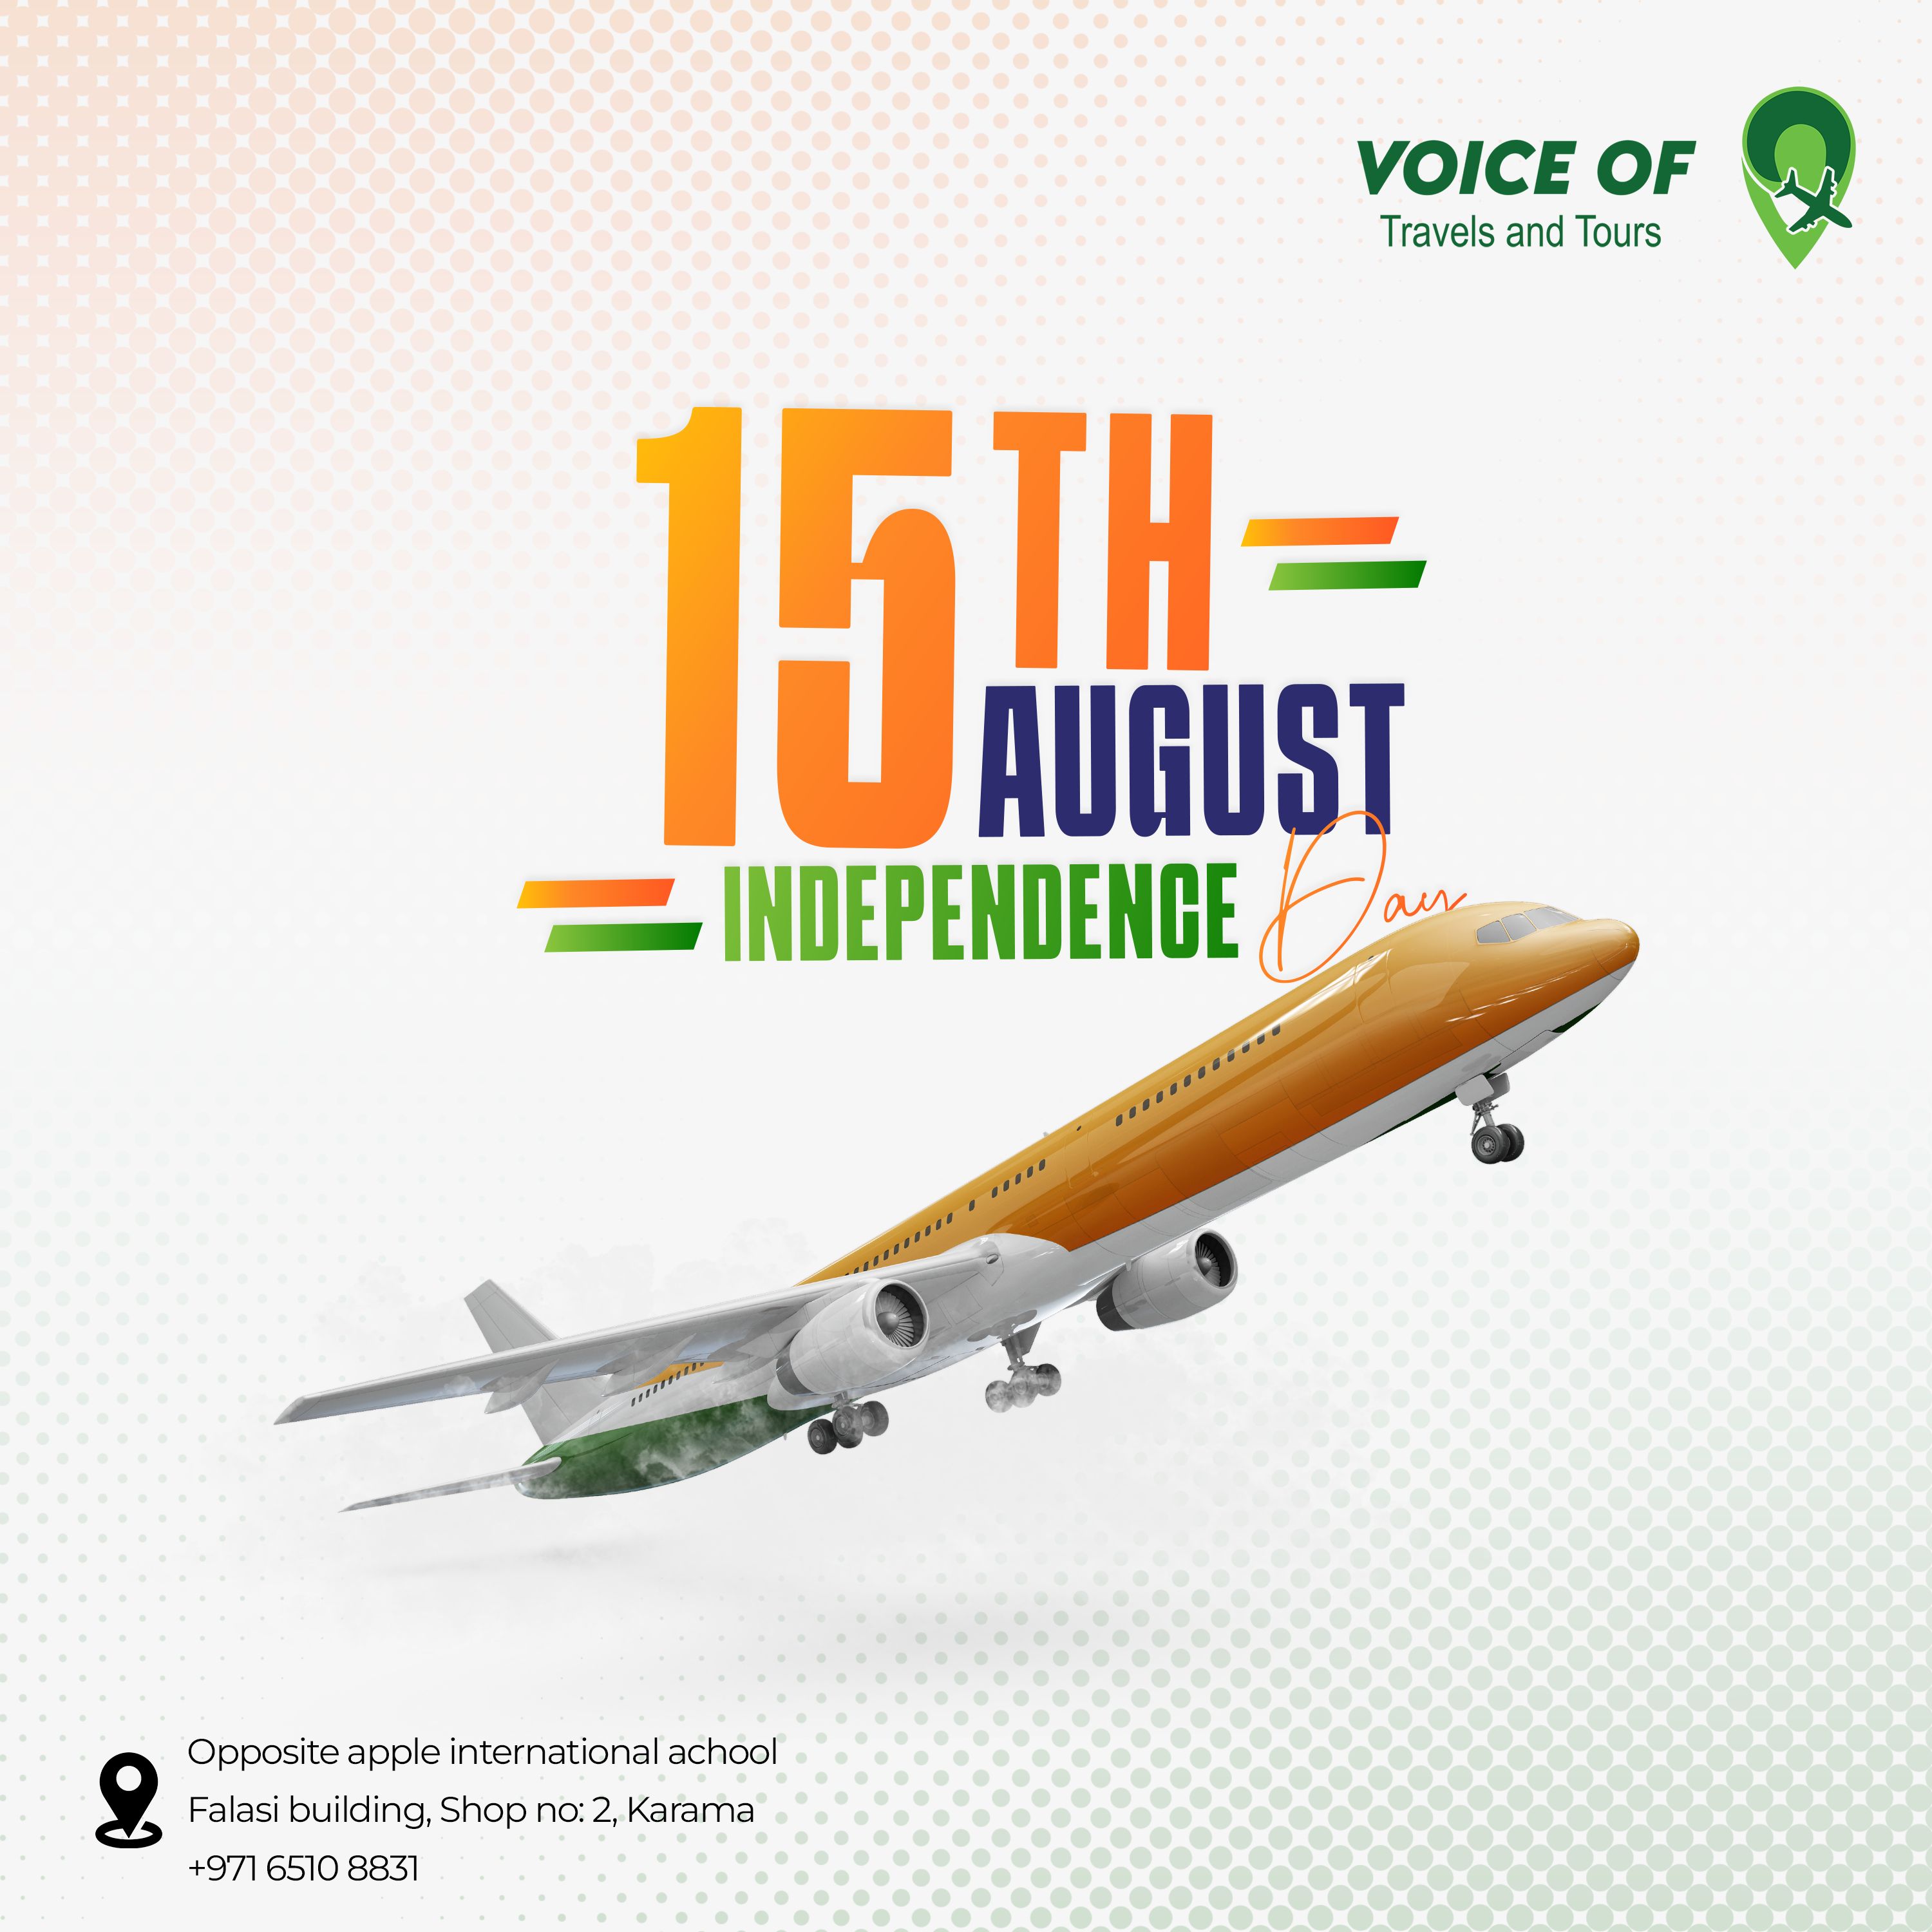 VOICE OF
Travels and Tours
15TH
AUGUST
INDEPENDENCE Day
Opposite apple international achool
Falasi building, Shop no: 2, Karama
+971 6510 8831